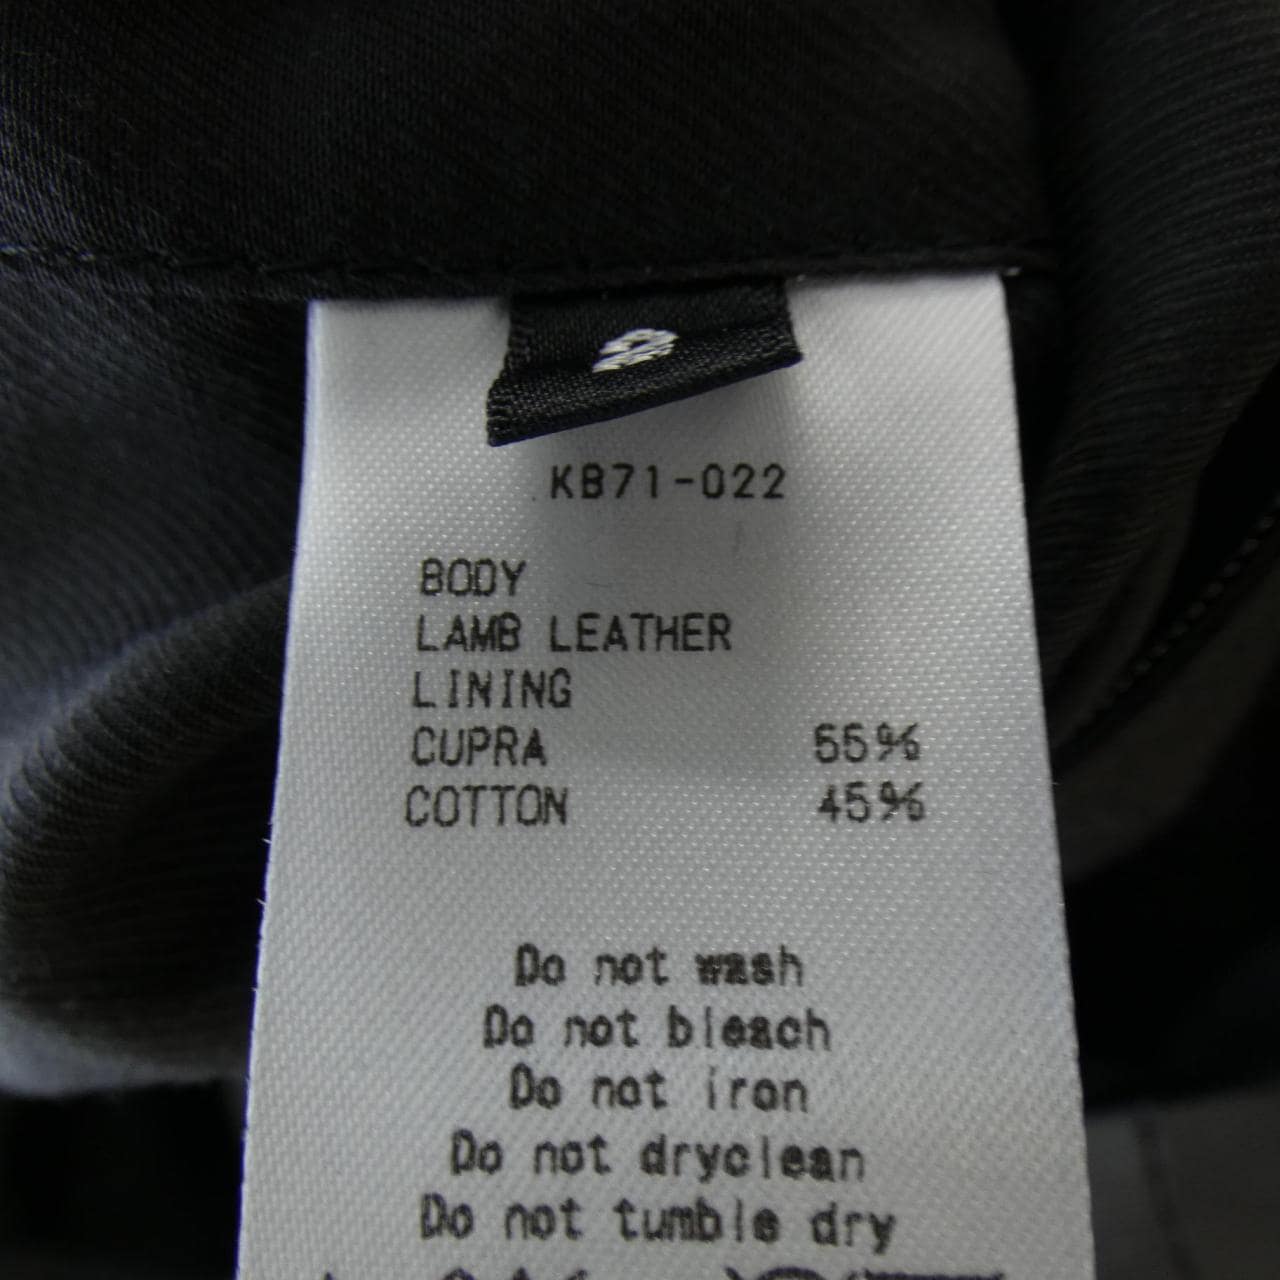 KB71-022
BODY
LAMB LEATHER
LINING
CUPRA 55%
COTTON 45%
Do not wash
Do not bleach
Do not iron
Do not dryclean
Do not tumble dry